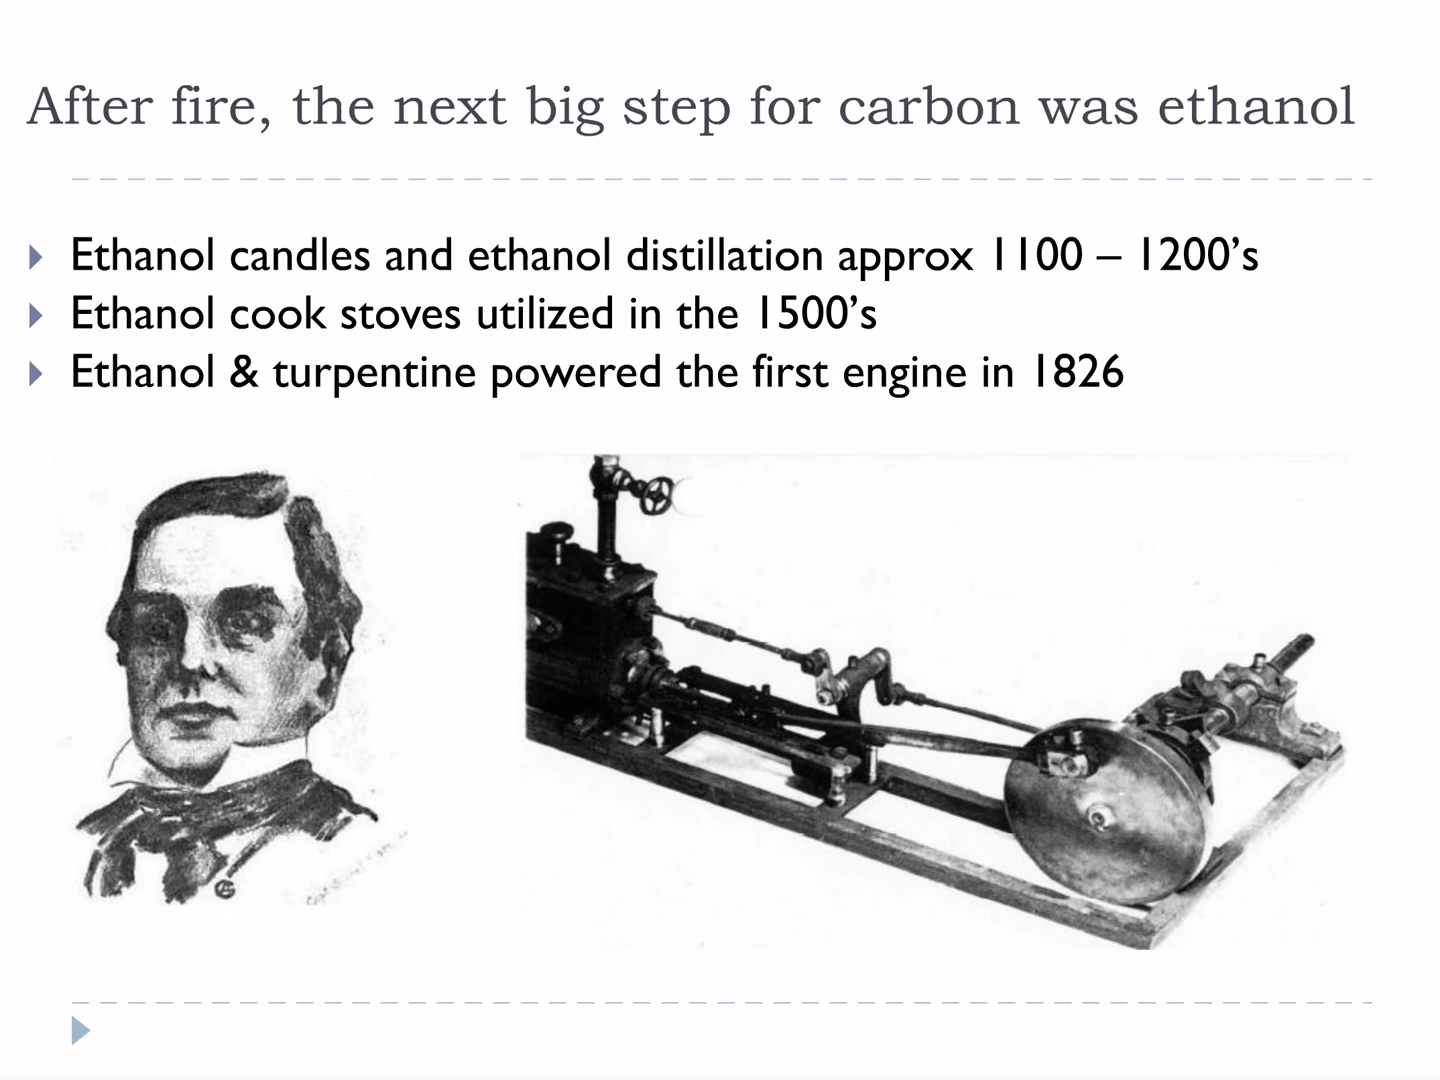 After fire, the next big step for carbon was ethanol
Ethanol candles and ethanol distillation approx 1100 – 1200’s
Ethanol cook stoves utilized in the 1500’s
Ethanol & turpentine powered the first engine in 1826